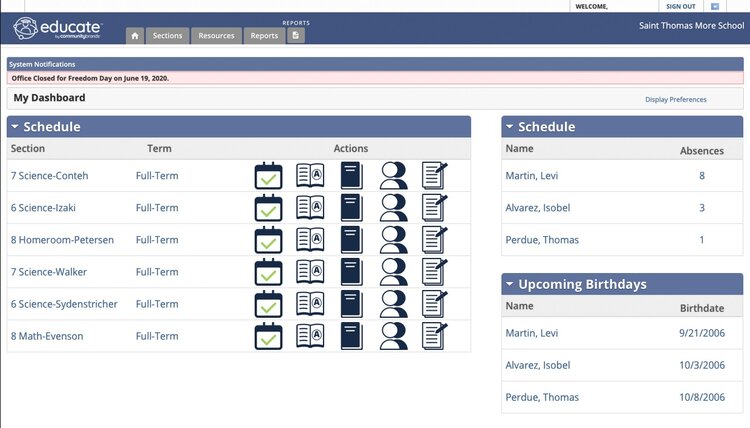 WELCOME,
SIGN OUT
educate
by communitybrands
Sections
Resources
Reports
REPORTS
Saint Thomas More School
System Notifications
Office Closed for Freedom Day on June 19, 2020.
My Dashboard
Display Preferences
Schedule
Section Term Actions
7 Science-Conteh Full-Term A
6 Science-Izaki Full-Term A
8 Homeroom-Petersen Full-Term A
7 Science-Walker Full-Term A
6 Science-Sydenstricher Full-Term A
8 Math-Evenson Full-Term A
Schedule
Name Absences
Martin, Levi 8
Alvarez, Isobel 3
Perdue, Thomas 1
Upcoming Birthdays
Name Birthdate
Martin, Levi 9/21/2006
Alvarez, Isobel 10/3/2006
Perdue, Thomas 10/8/2006